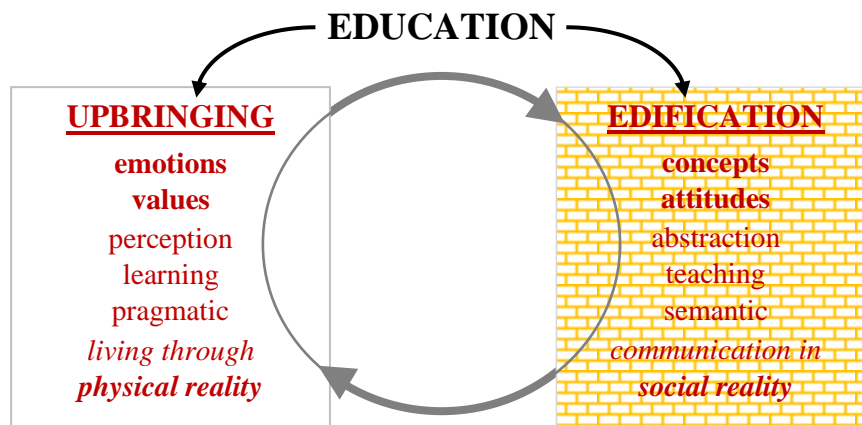 EDUCATION
UPBRINGING
emotions
values
perception
learning
pragmatic
living through
physical reality
EDIFICATION
concepts
attitudes
abstraction
teaching
semantic
communication in
social reality